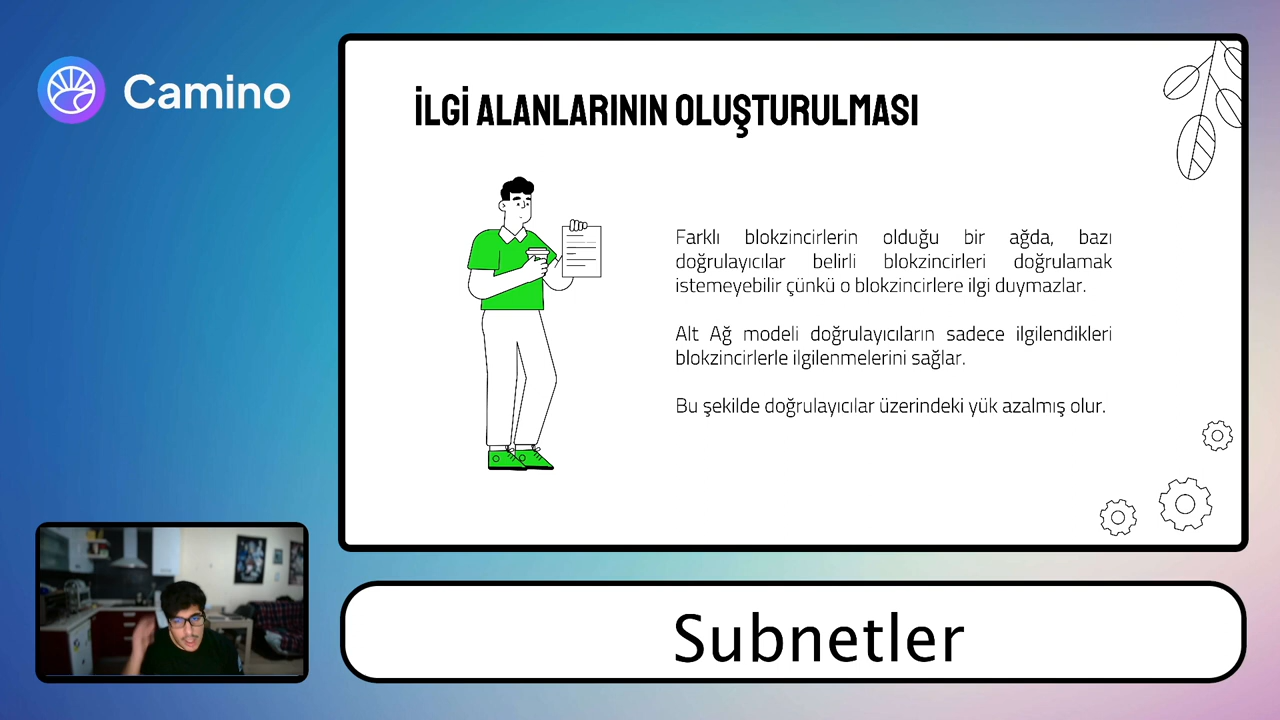 Camino
İLGİ ALANLARININ OLUŞTURULMASI
Farklı blokzincirlerin olduğu bir ağda, bazı
doğrulayıcılar belirli blokzincirleri doğrulamak
istemeyebilir çünkü o blokzincirlere ilgi duymazlar.
Alt Ağ modeli doğrulayıcıların sadece ilgilendikleri
blokzincirlerle ilgilenmelerini sağlar.
Bu şekilde doğrulayıcılar üzerindeki yük azalmış olur.
Subnetler